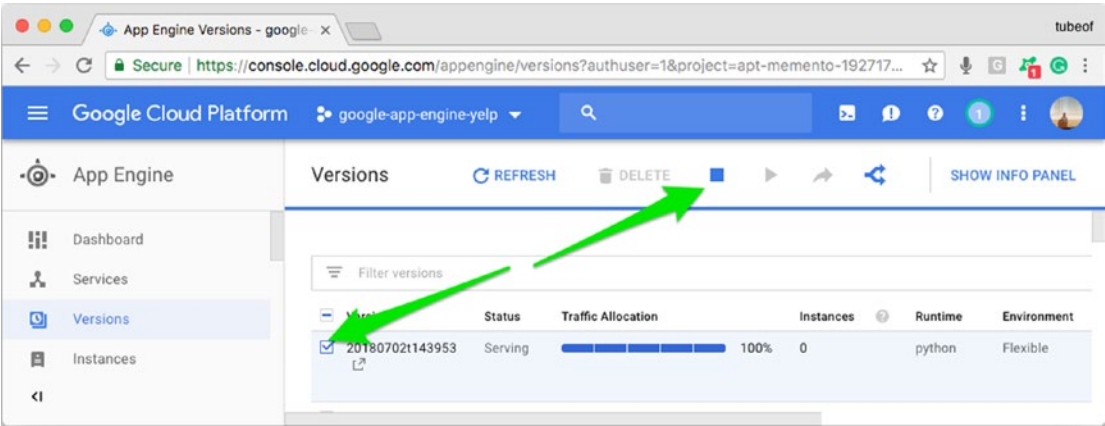 App Engine Versions - google-
tubeof
Secure https://console.cloud.google.com/appengine/versions?authuser=1&project=apt-memento-192717...
Google Cloud Platform google-app-engine-yelp 1
App Engine
Versions REFRESH DELETE SHOW INFO PANEL
Dashboard
Services
Versions
Instances
Filter versions
Status Traffic Allocation Instances Runtime Environment
20180702t143953 Serving 100% 0 python Flexible